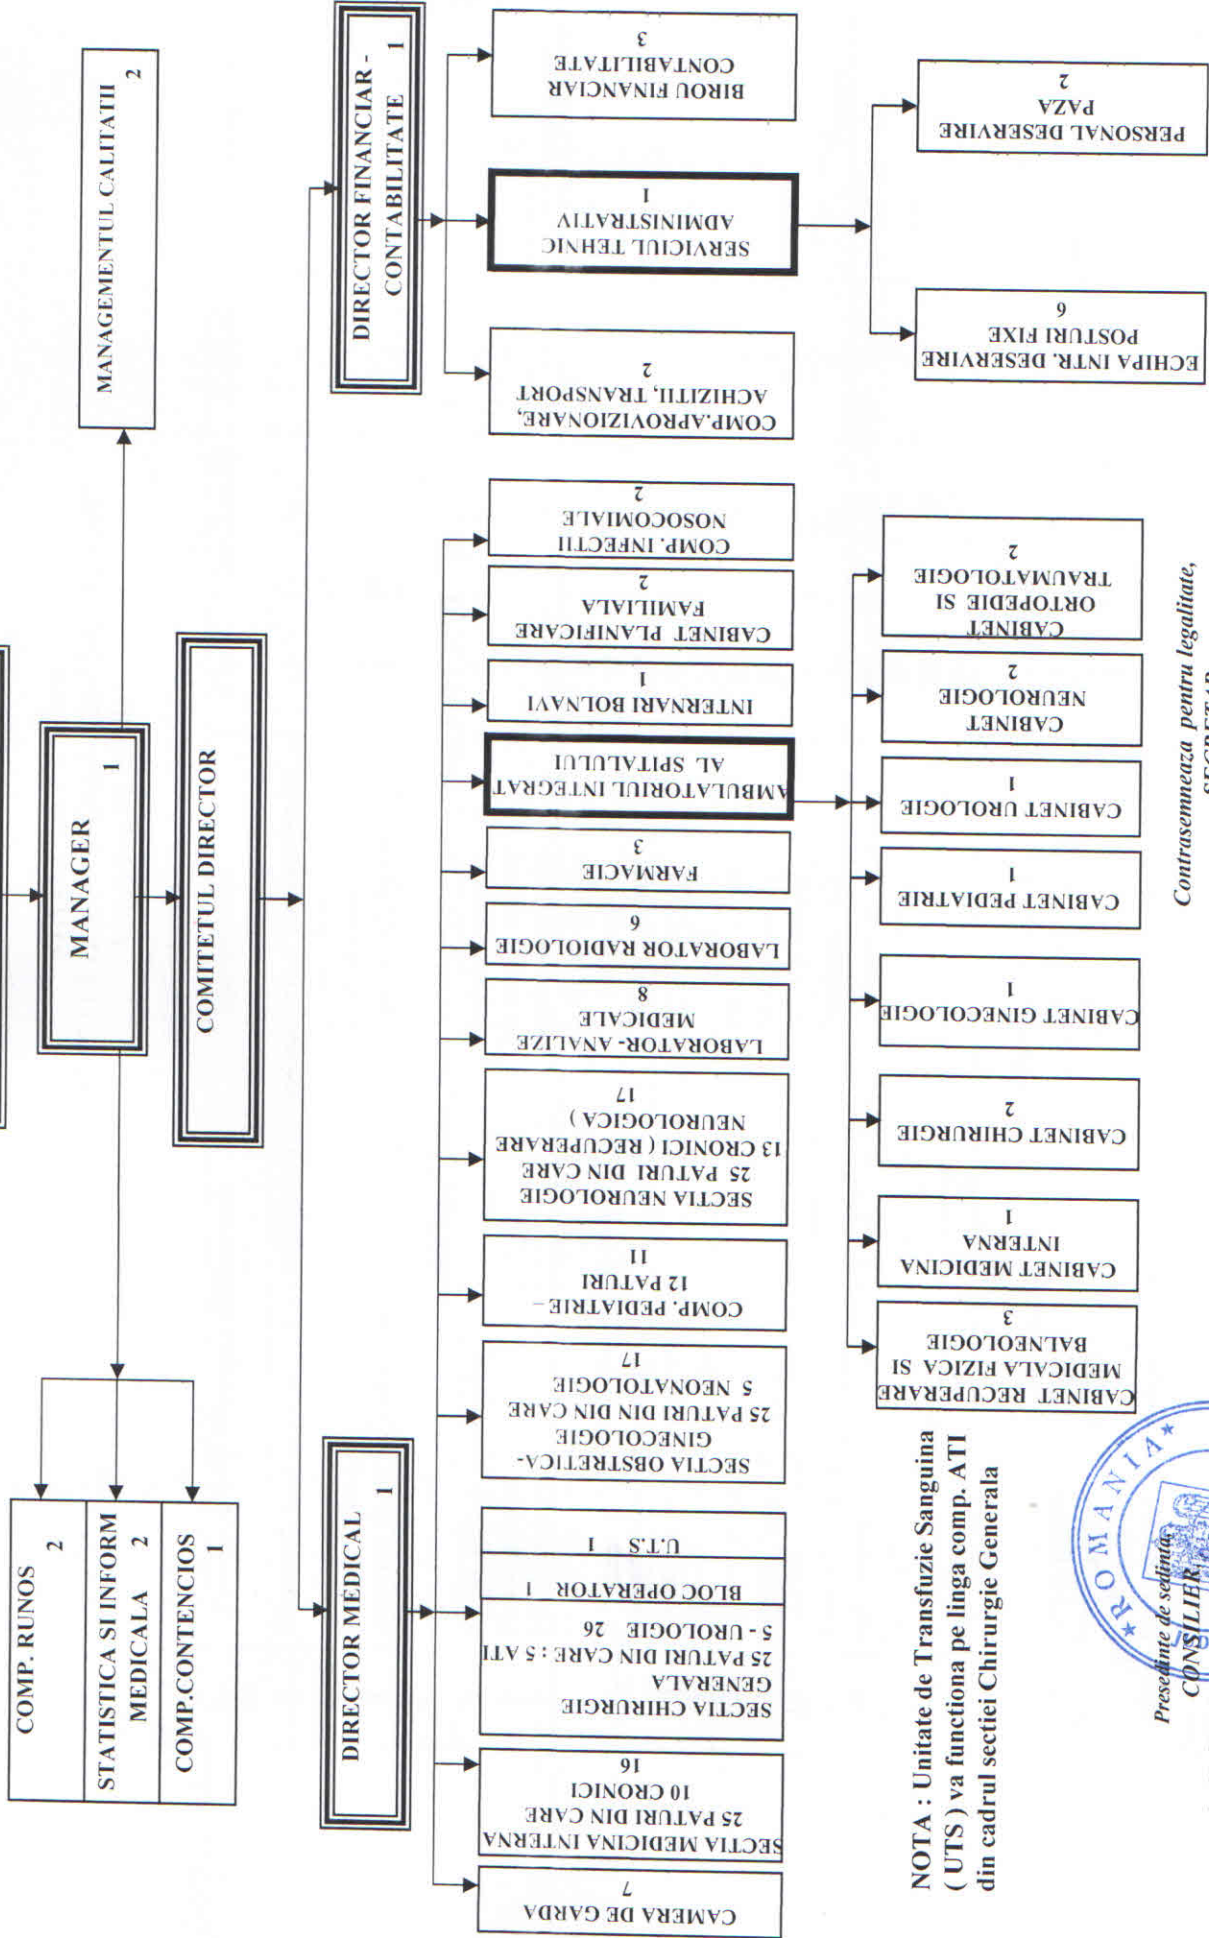 MANAGER
1
MANAGEMENTUL CALITATII
2
COMITETUL DIRECTOR
COMP. RUNOS
2
STATISTICA SI INFORM
MEDICALA 2
COMP.CONTENCIOS
1
DIRECTOR MEDICAL
1
DIRECTOR FINANCIAR -
CONTABILITATE 1
CAMERA DE GARDA
7
SECTIA MEDICINA INTERNA
25 PATURI DIN CARE
10 CRONICI
16
SECTIA CHIRURGIE
GENERALA
25 PATURI DIN CARE : 5 ATI
5 - UROLOGIE 26
BLOC OPERATOR 1
U.T.S 1
SECTIA OBSTRETICA-
GINECOLOGIE
25 PATURI DIN DIN CARE
5 NEONATOLOGIE
17
COMP. PEDIATRIE –
12 PATURI
11
SECTIA NEUROLOGIE
25 PATURI DIN CARE
13 CRONICI ( RECUPERARE
NEUROLOGICA )
17
LABORATOR- ANALIZE
MEDICALE
8
LABORATOR RADIOLOGIE
6
FARMACIE
3
AMBULATORIUL INTEGRAT
AL SPITALULUI
INTERNARI BOLNAVI
1
CABINET PLANIFICARE
FAMILIALA
2
COMP. INFECTII
NOSOCOMIALE
2
COMP.APROVIZIONARE,
ACHIZITII, TRANSPORT
2
SERVICIUL TEHNIC
ADMINISTRATIV
1
BIROU FINANCIAR
CONTABILITATE
3
CABINET RECUPERARE
MEDICALA FIZICA SI
BALNEOLOGIE
3
CABINET MEDICINA
INTERNA
1
CABINET CHIRURGIE
2
CABINET GINECOLOGIE
1
CABINET PEDIATRIE
1
CABINET UROLOGIE
1
CABINET
NEUROLOGIE
2
CABINET
ORTOPEDIE SI
TRAUMATOLOGIE
2
ECHIPA INTR. DESERVIRE
POSTURI FIXE
6
PERSONAL DESERVIRE
PAZA
2
NOTA : Unitate de Transfuzie Sanguina
( UTS ) va functiona pe linga comp. ATI
din cadrul sectiei Chirurgie Generala
Presedinte de sedinta,
CONSILIER,
★ROMANIA★
Contrasemneaza pentru legalitate,
SECRETAR